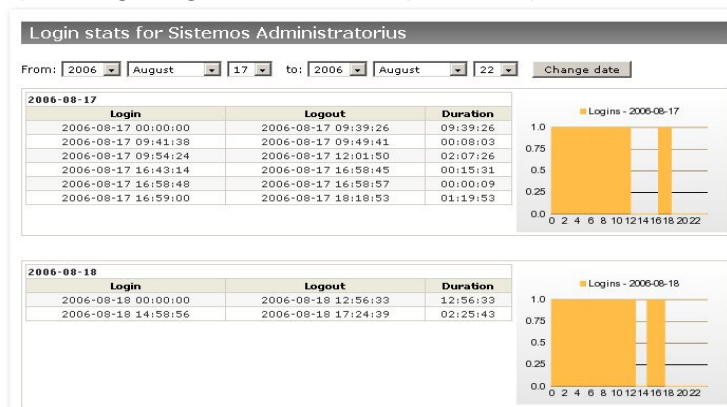 Login stats for Sistemos Administratorius
From: 2006 August 17 to: 2006 August 22 Change date
2006-08-17
Login Logout Duration
2006-08-17 00:00:00 2006-08-17 09:39:26 09:39:26
2006-08-17 09:41:38 2006-08-17 09:49:41 00:08:03
2006-08-17 09:54:24 2006-08-17 12:01:50 02:07:26
2006-08-17 16:43:14 2006-08-17 16:58:45 00:15:31
2006-08-17 16:58:48 2006-08-17 16:58:57 00:00:09
2006-08-17 16:59:00 2006-08-17 18:18:53 01:19:53
Logins - 2006-08-17
1.0
0.75
0.5
0.25
0.0
0 2 4 6 8 10 12 14 16 18 20 22
2006-08-18
Login Logout Duration
2006-08-18 00:00:00 2006-08-18 12:56:33 12:56:33
2006-08-18 14:58:56 2006-08-18 17:24:39 02:25:43
Logins - 2006-08-18
1.0
0.75
0.5
0.25
0.0
0 2 4 6 8 10 12 14 16 18 20 22